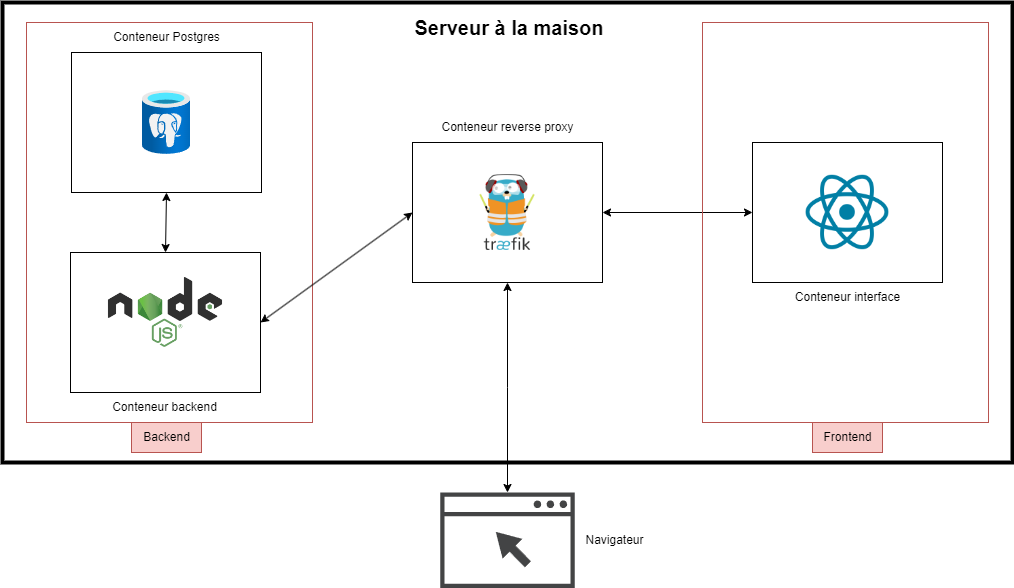 Serveur à la maison
Conteneur Postgres
Conteneur reverse proxy
træfik
Conteneur interface
node
JS
Conteneur backend
Backend
Frontend
Navigateur